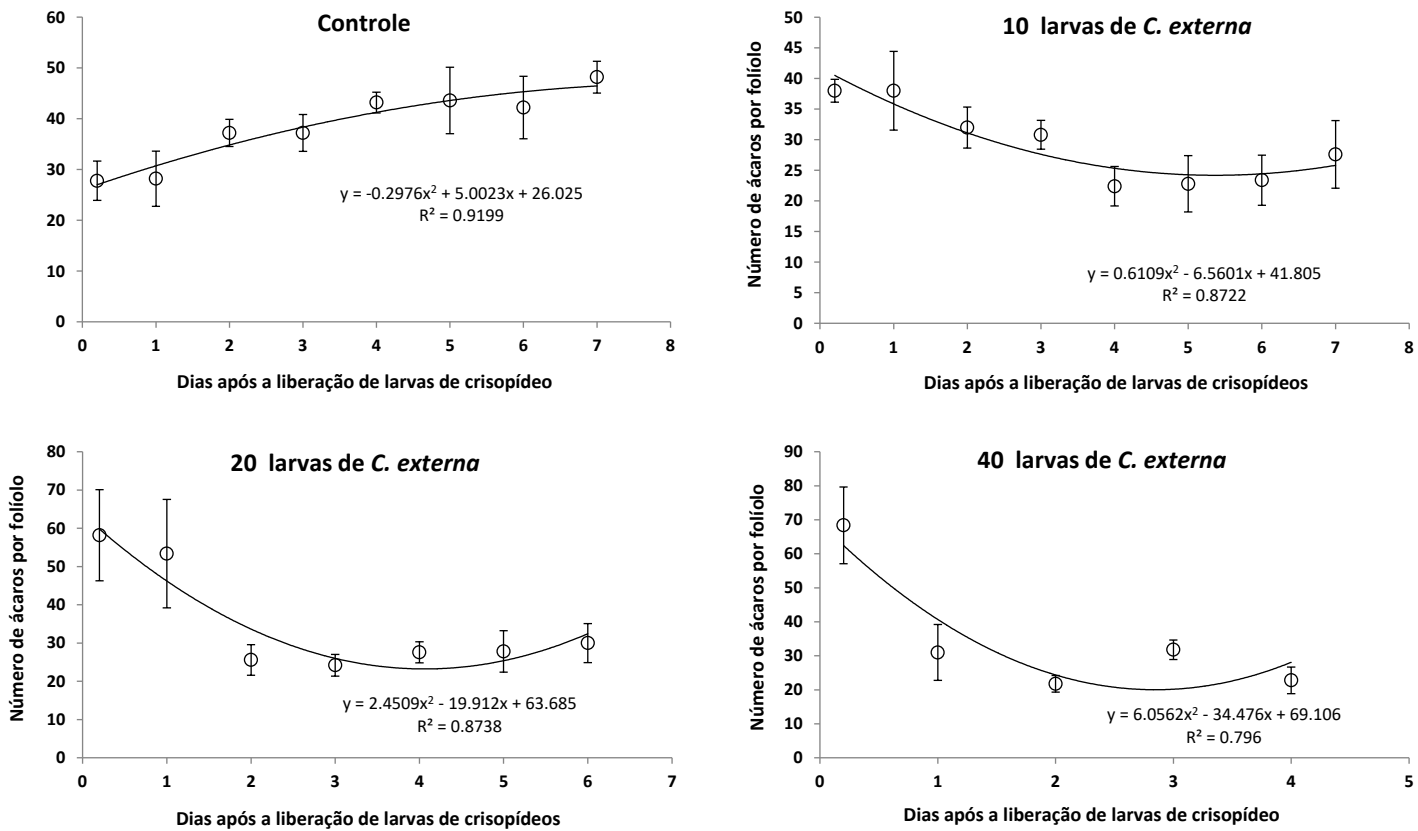 Controle
60
50
40
30
20
10
0
y = -0.2976x² + 5.0023x + 26.025
R² = 0.9199
0 1 2 3 4 5 6 7 8
Dias após a liberação de larvas de crisopídeo
10 larvas de C. externa
Número de ácaros por folíolo
50
45
40
35
30
25
20
15
10
5
0
y = 0.6109x² - 6.5601x + 41.805
R² = 0.8722
0 1 2 3 4 5 6 7 8
Dias após a liberação de larvas de crisopídeos
20 larvas de C. externa
Número de ácaros por folíolo
80
70
60
50
40
30
20
10
0
y = 2.4509x² - 19.912x + 63.685
R² = 0.8738
0 1 2 3 4 5 6 7
Dias após a liberação de larvas de crisopídeos
40 larvas de C. externa
Número de ácaros por folíolo
90
80
70
60
50
40
30
20
10
0
y = 6.0562x² - 34.476x + 69.106
R² = 0.796
0 1 2 3 4 5
Dias após a liberação de larvas de crisopídeo